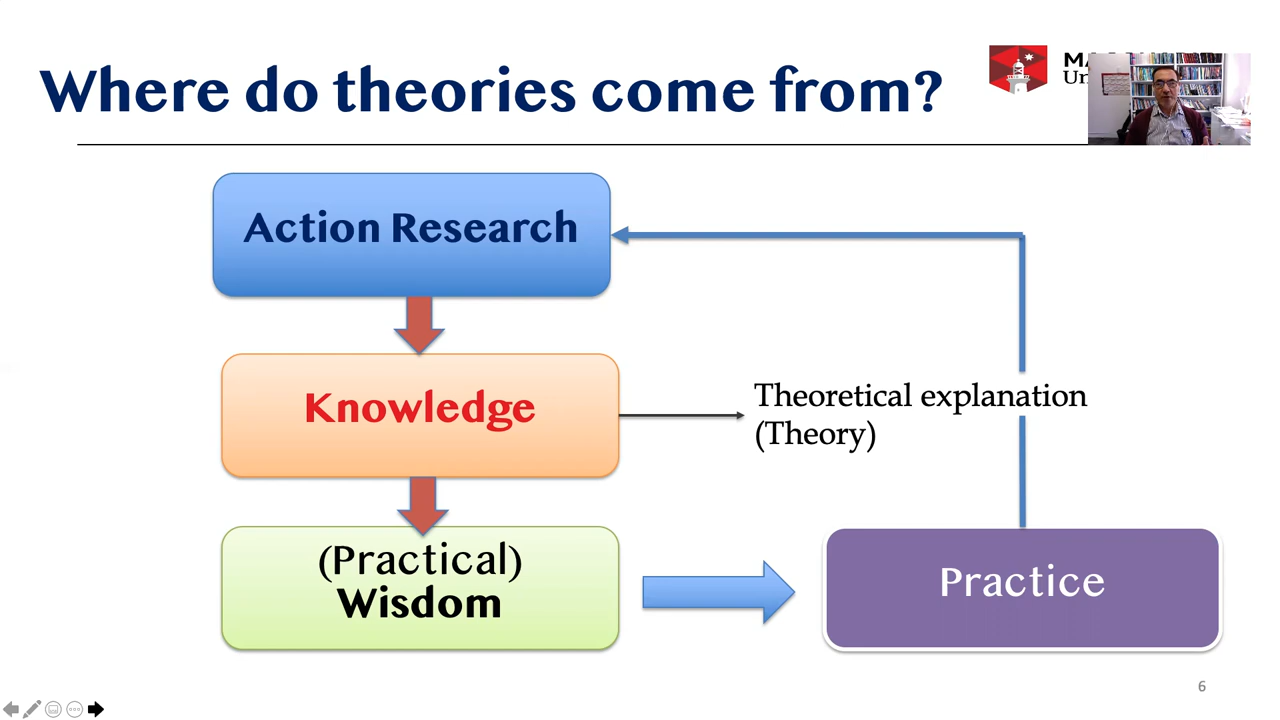 Where do theories come from?
Action Research
Knowledge
Theoretical explanation
(Theory)
(Practical)
Wisdom
Practice
6